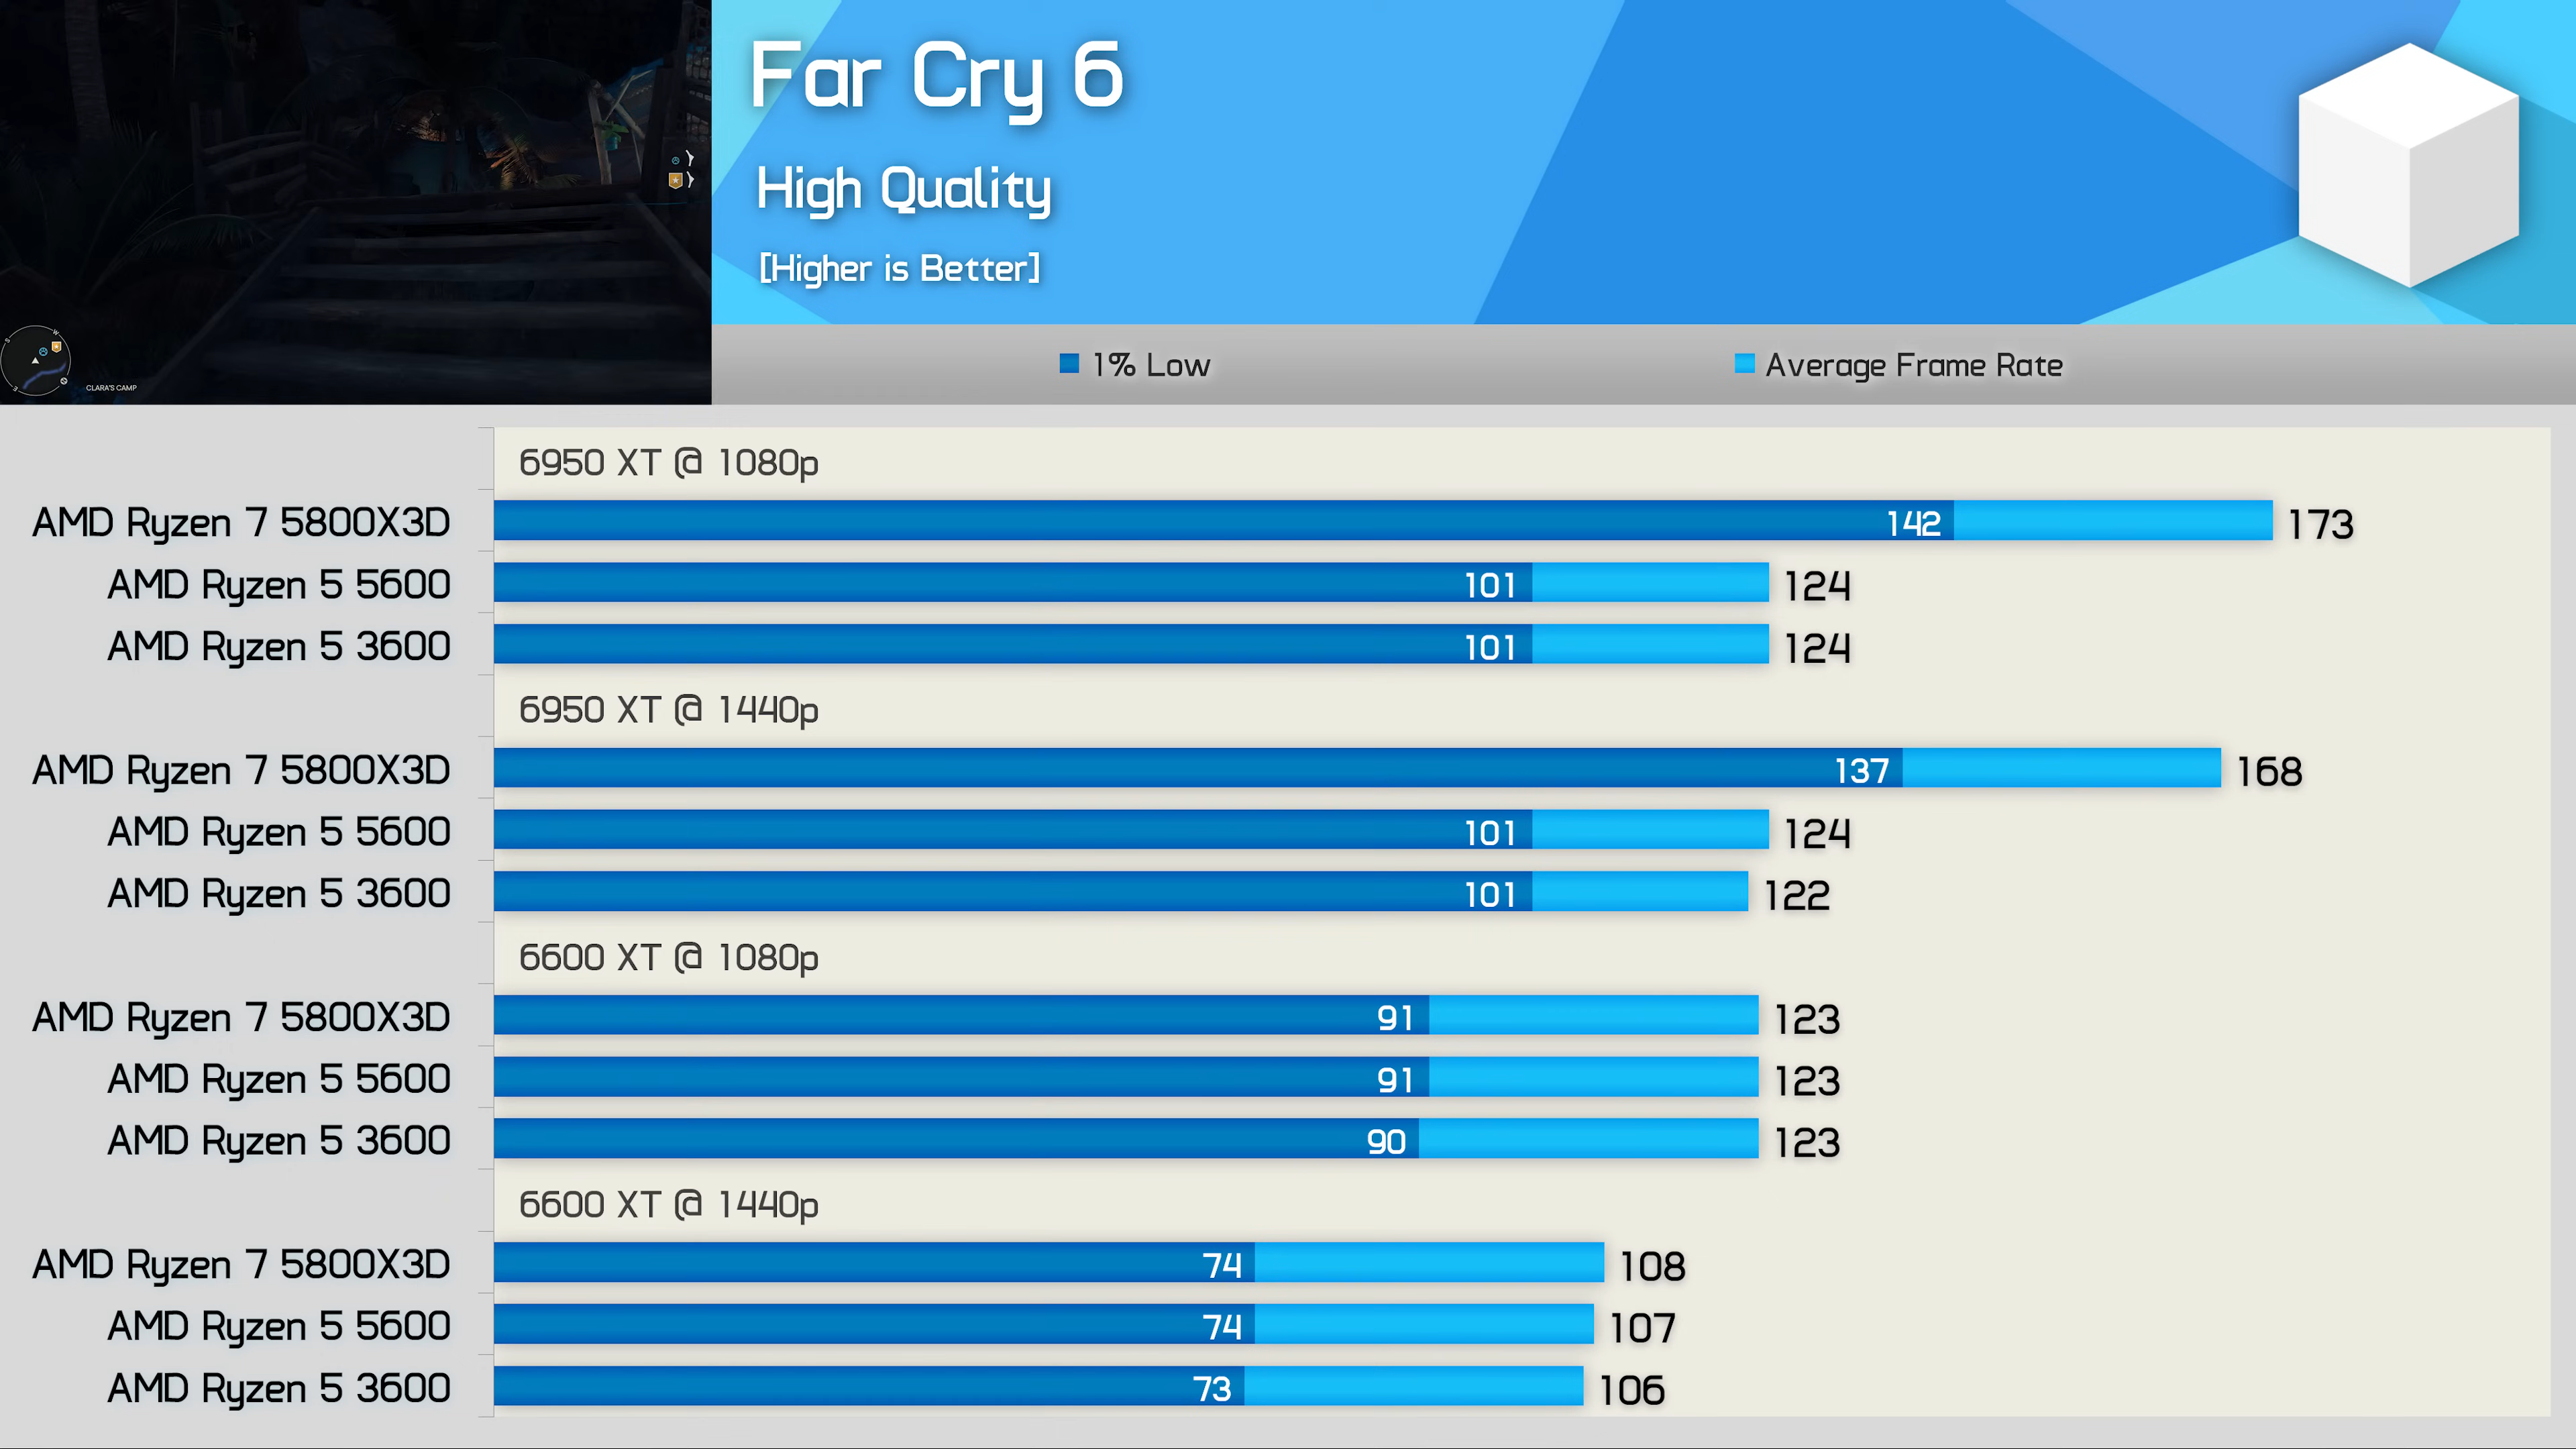 Far Cry 6
High Quality
[Higher is Better]
1% Low
Average Frame Rate
CLARA'S CAMP
6950 XT @ 1080p
AMD Ryzen 7 5800X3D 142 173
AMD Ryzen 5 5600 101 124
AMD Ryzen 5 3600 101 124
6950 XT @ 1440p
AMD Ryzen 7 5800X3D 137 168
AMD Ryzen 5 5600 101 124
AMD Ryzen 5 3600 101 122
6600 XT @ 1080p
AMD Ryzen 7 5800X3D 91 123
AMD Ryzen 5 5600 91 123
AMD Ryzen 5 3600 90 123
6600 XT @ 1440p
AMD Ryzen 7 5800X3D 74 108
AMD Ryzen 5 5600 74 107
AMD Ryzen 5 3600 73 106